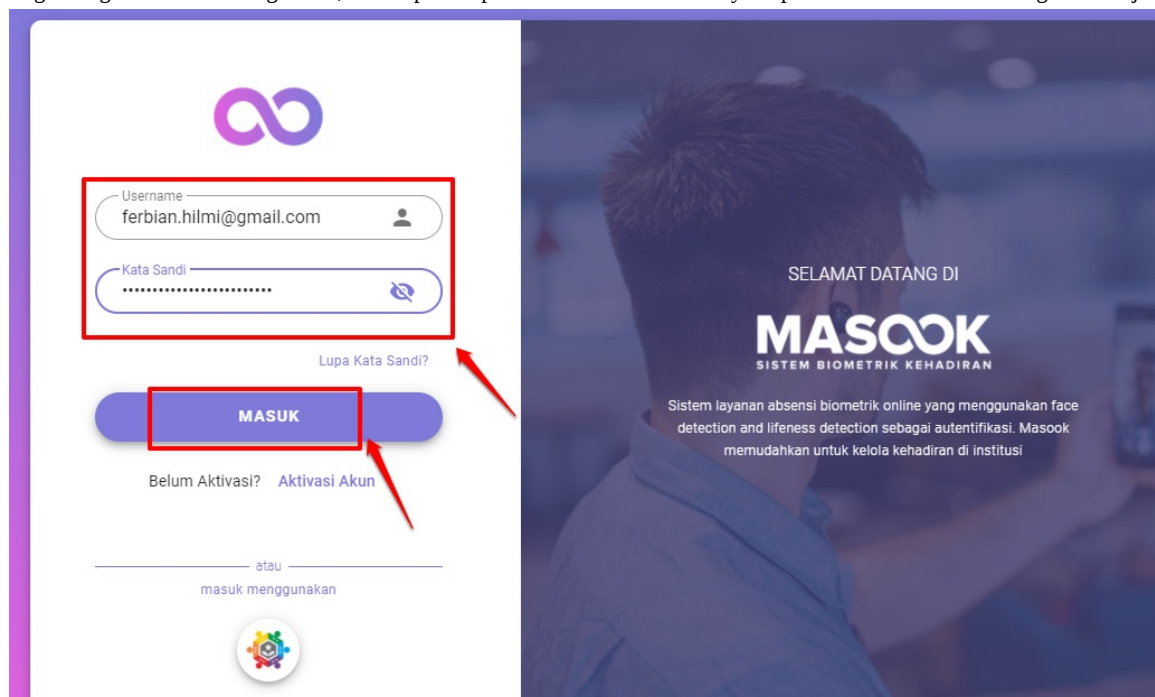 Username
ferbian.hilmi@gmail.com
Kata Sandi
Lupa Kata Sandi?
MASUK
Belum Aktivasi? Aktivasi Akun
atau
masuk menggunakan
SELAMAT DATANG DI
MASOOK
SISTEM BIOMETRIK KEHADIRAN
Sistem layanan absensi biometrik online yang menggunakan face
detection and lifeness detection sebagai autentifikasi. Masook
memudahkan untuk kelola kehadiran di institusi